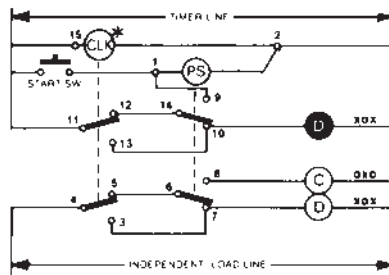 TIMER LINE
15 CLK * 2
1 PS
START SW.
9
12 14
11 10 D XOX
13
8 C OXO
5 6
4 7 D XOX
3
INDEPENDENT LOAD LINE